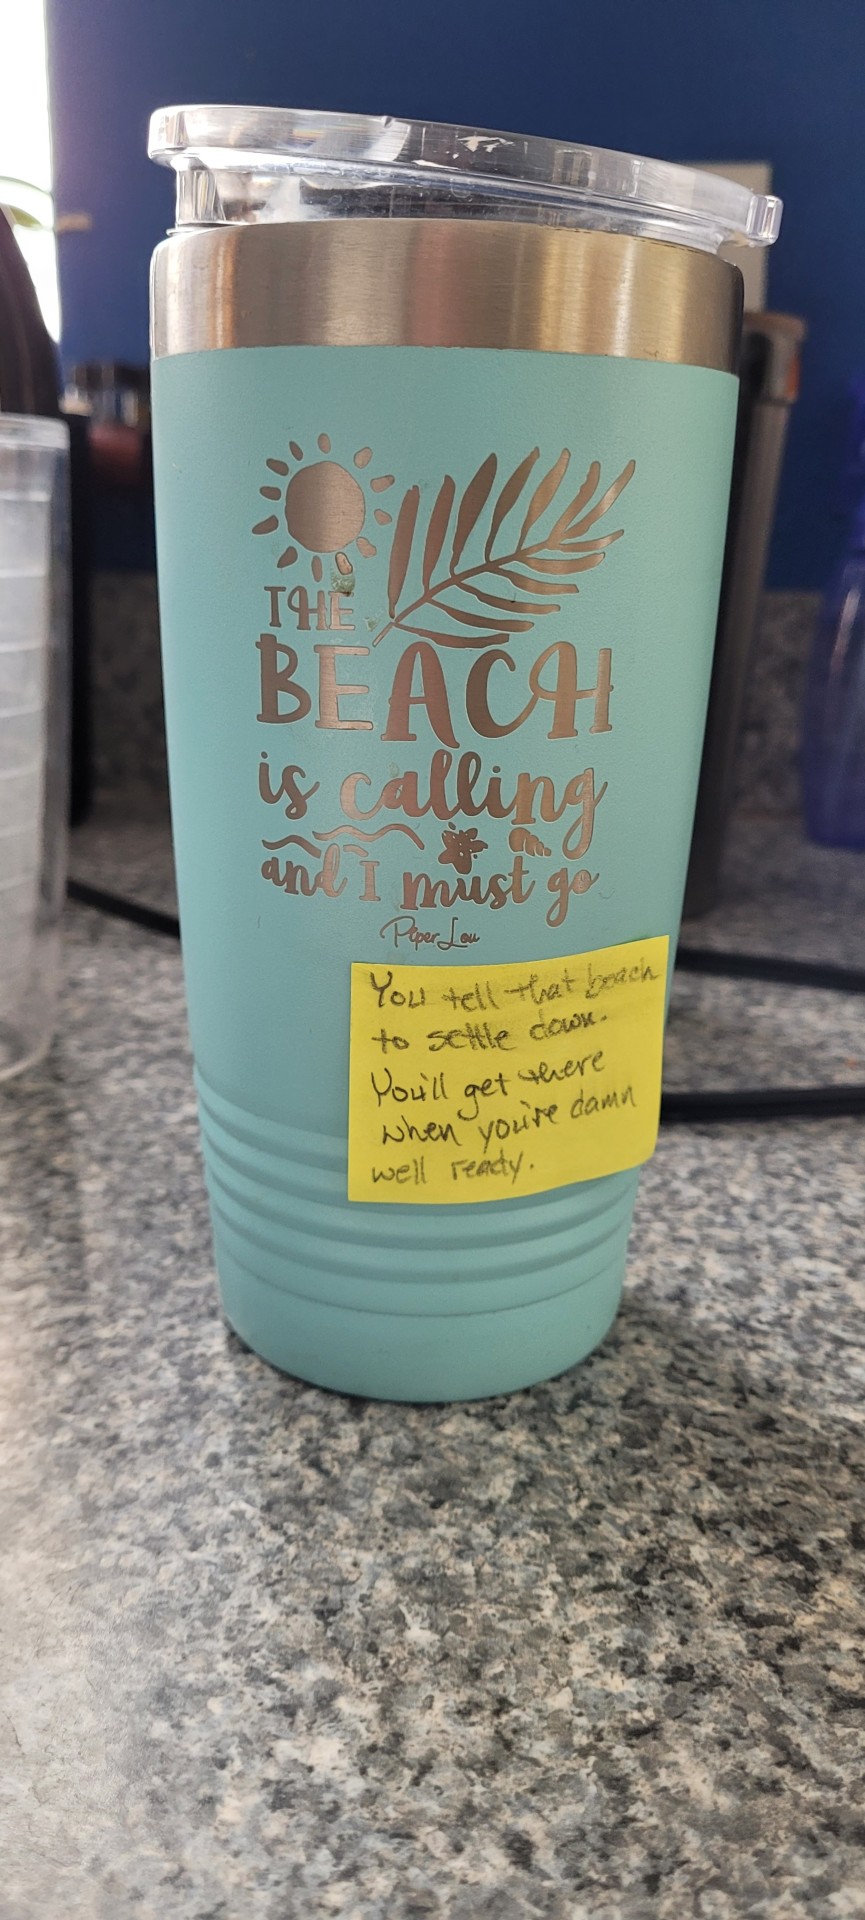 THE
BEACH
is calling
and I must go
Piper Lou
You tell that beach
to settle down.
You'll get there
when you're damn
well ready.